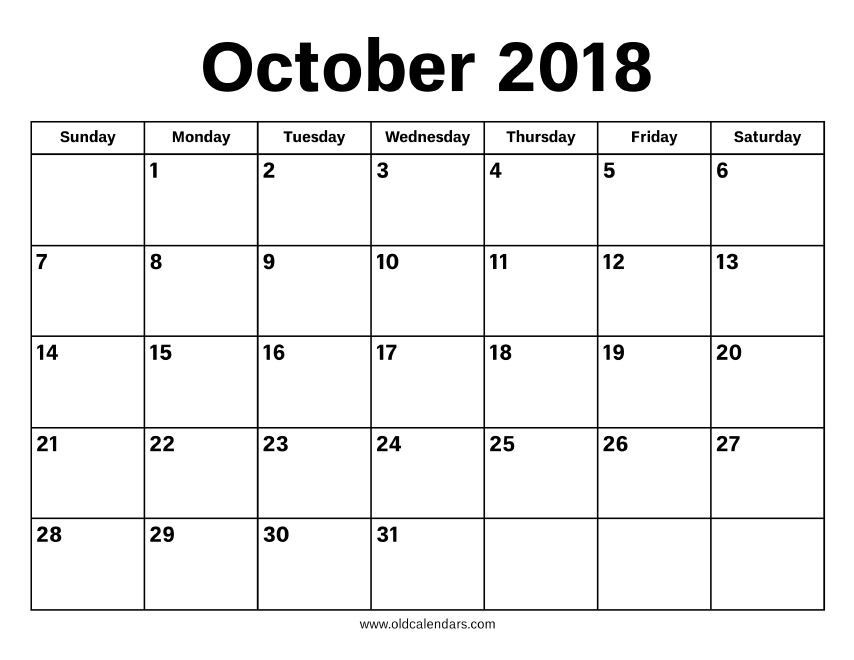 October 2018
Sunday Monday Tuesday Wednesday Thursday Friday Saturday
1 2 3 4 5 6
7 8 9 10 11 12 13
14 15 16 17 18 19 20
21 22 23 24 25 26 27
28 29 30 31
www.oldcalendars.com